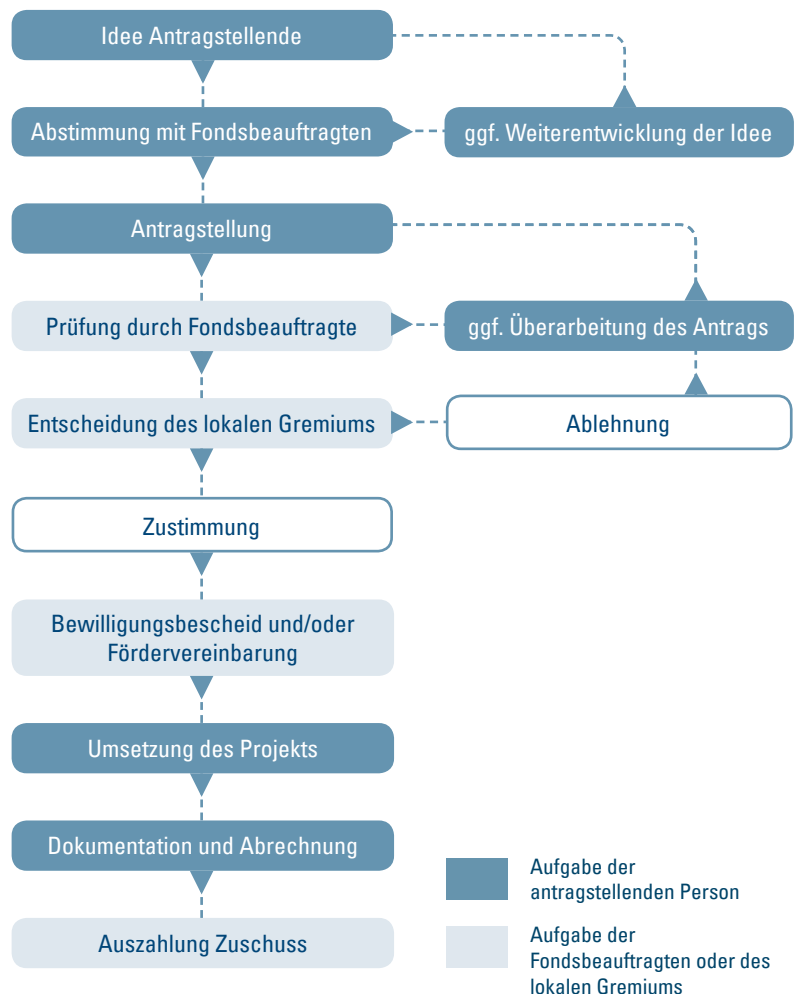 Idee Antragstellende
Abstimmung mit Fondsbeauftragten
ggf. Weiterentwicklung der Idee
Antragstellung
Prüfung durch Fondsbeauftragte
ggf. Überarbeitung des Antrags
Entscheidung des lokalen Gremiums
Ablehnung
Zustimmung
Bewilligungsbescheid und/oder
Fördervereinbarung
Umsetzung des Projekts
Dokumentation und Abrechnung
Auszahlung Zuschuss
Aufgabe der
antragstellenden Person
Aufgabe der
Fondsbeauftragten oder des
lokalen Gremiums